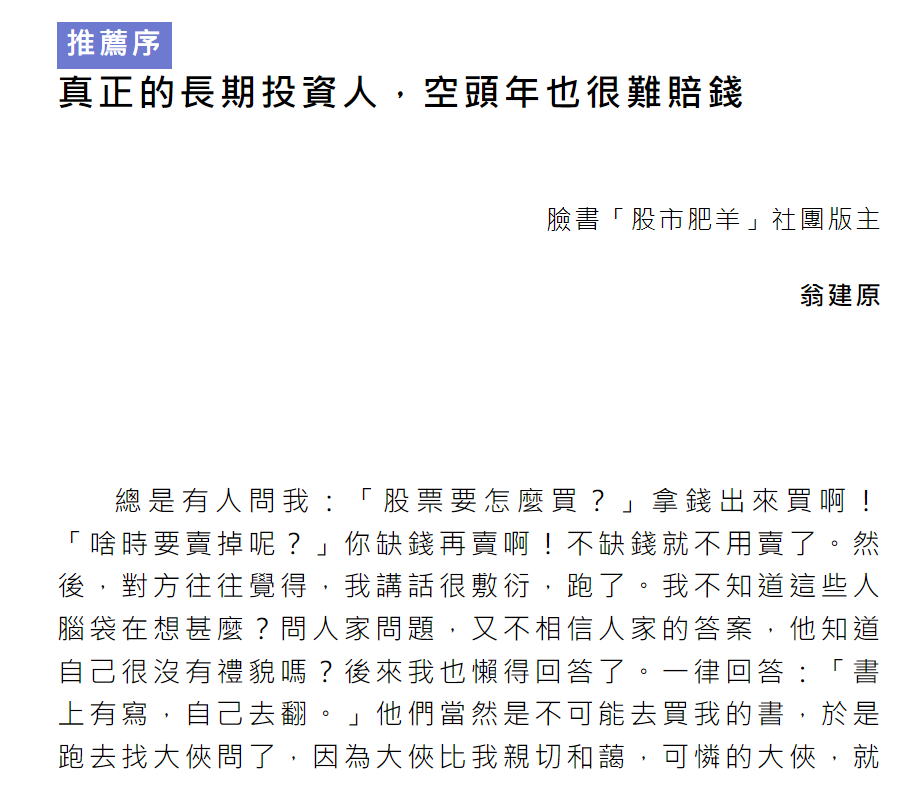 推薦序
真正的長期投資人，空頭年也很難賠錢
臉書「股市肥羊」社團版主
翁建原
總是有人問我：「股票要怎麼買？」拿錢出來買啊！
「啥時要賣掉呢？」你缺錢再賣啊！不缺錢就不用賣了。然
後，對方往往覺得，我講話很敷衍，跑了。我不知道這些人
腦袋在想甚麼？問人家問題，又不相信人家的答案，他知道
自己很沒有禮貌嗎？後來我也懶得回答了。一律回答：「書
上有寫，自己去翻。」他們當然是不可能去買我的書，於是
跑去找大俠問了，因為大俠比我親切和藹，可憐的大俠，就